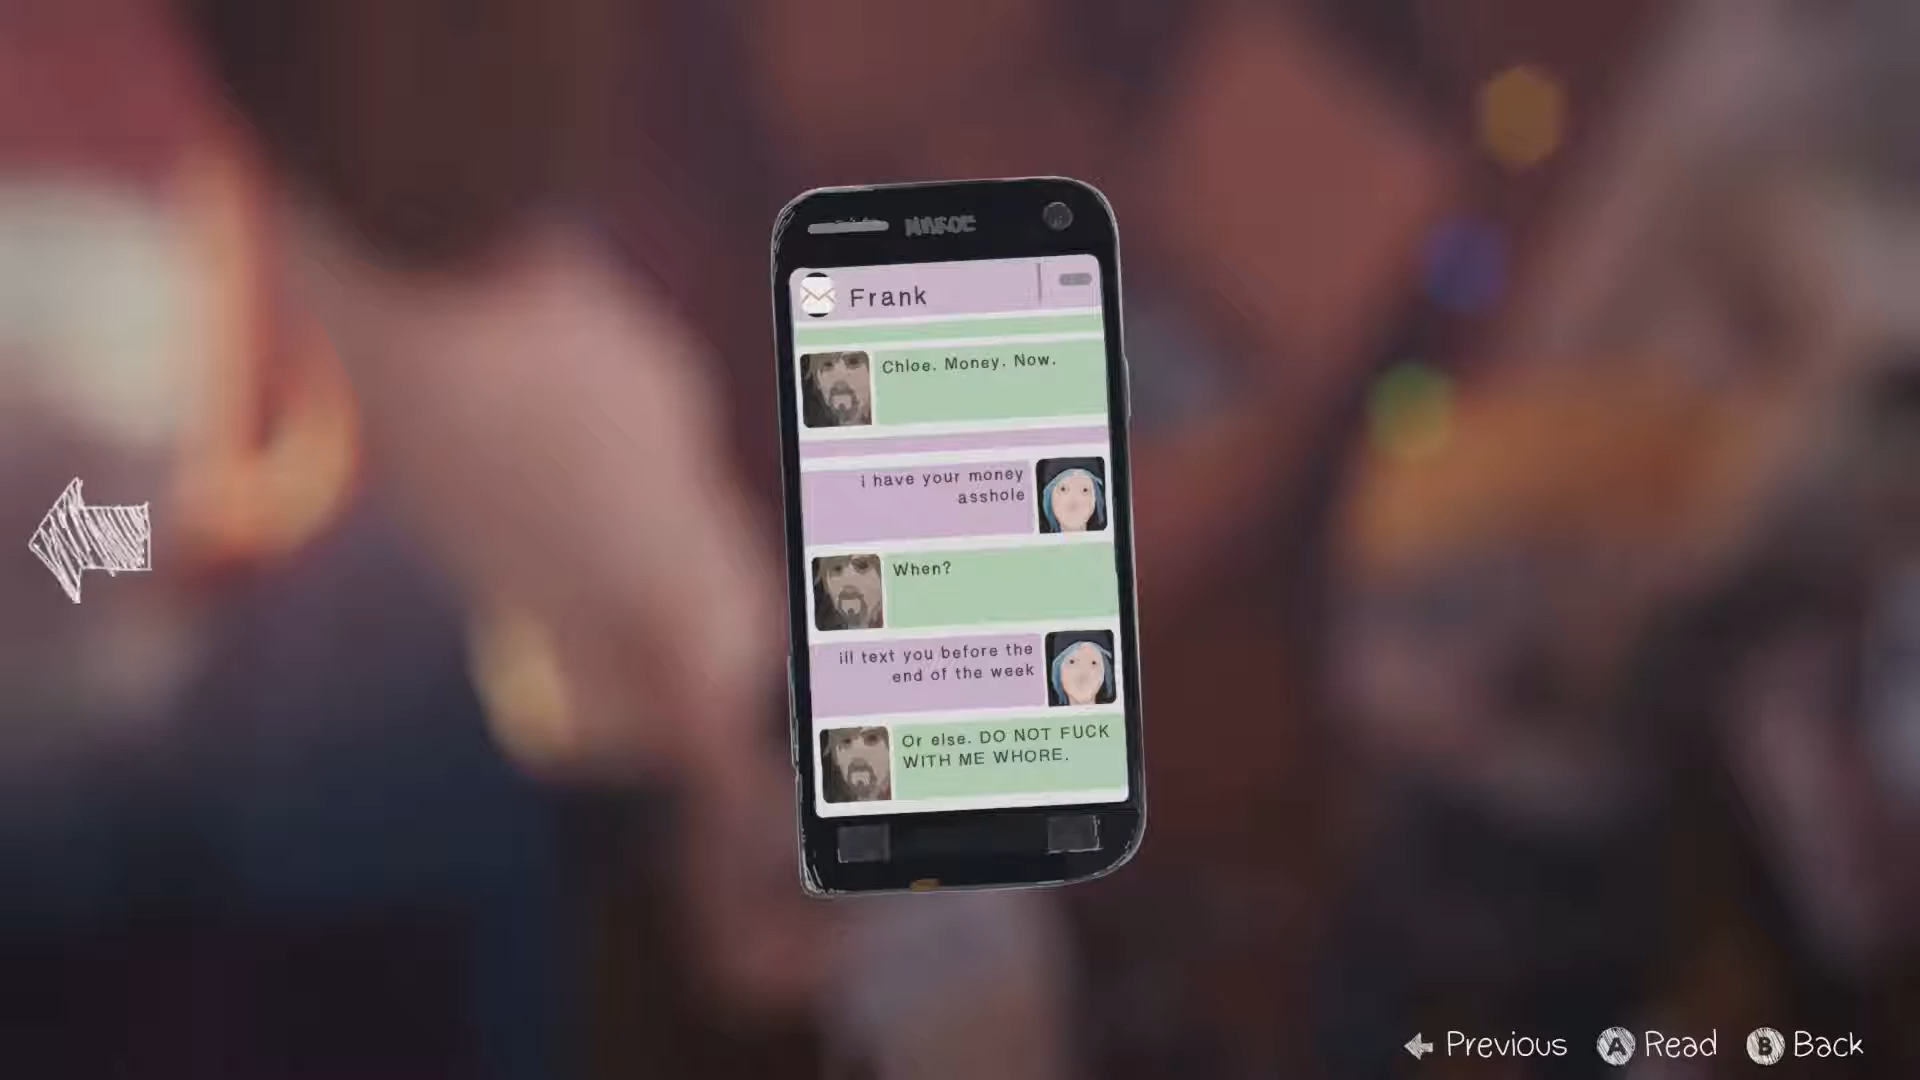 Frank
Chloe. Money. Now.
i have your money
asshole
When?
ill text you before the
end of the week
Or else. DO NOT FUCK
WITH ME WHORE.
Previous
A Read
B Back